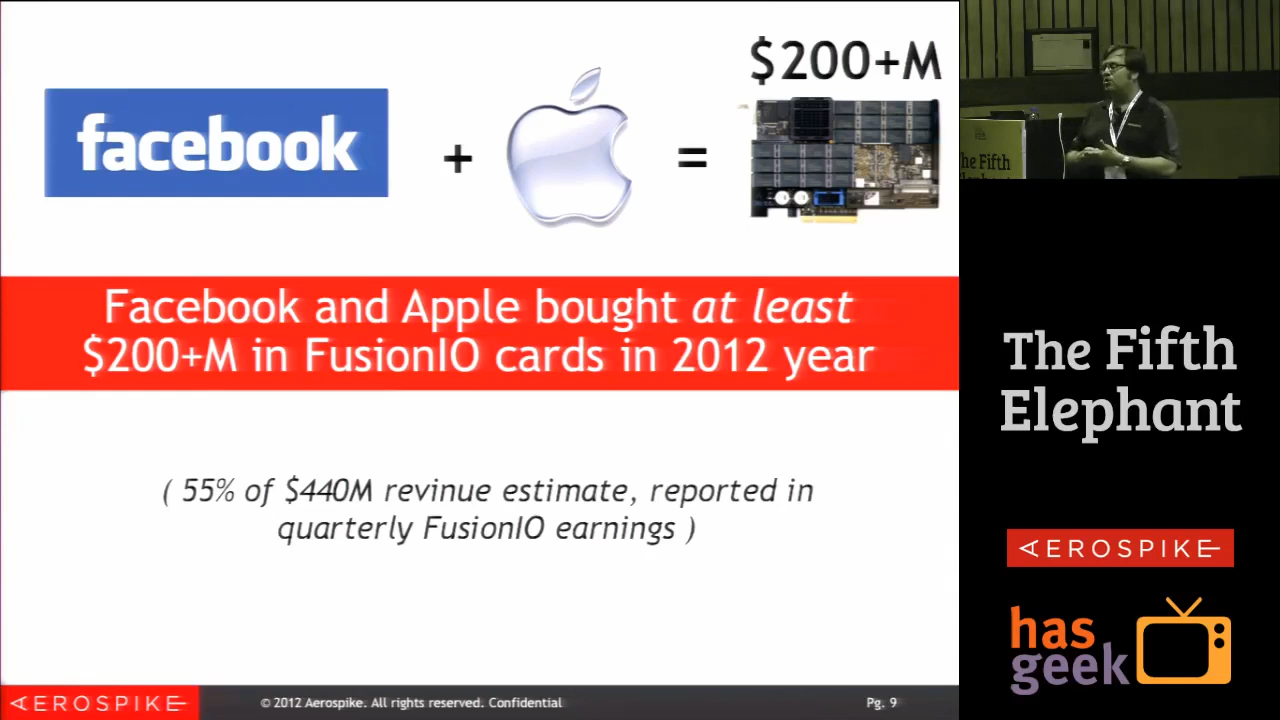 facebook
+
=
$200+M
Facebook and Apple bought at least
$200+M in FusionIO cards in 2012 year
( 55% of $440M revinue estimate, reported in
quarterly FusionIO earnings )
AEROSPIKE
© 2012 Aerospike. All rights reserved. Confidential
Pg. 9
The Fifth
The Fifth
Elephant
AEROSPIKE
has
geek